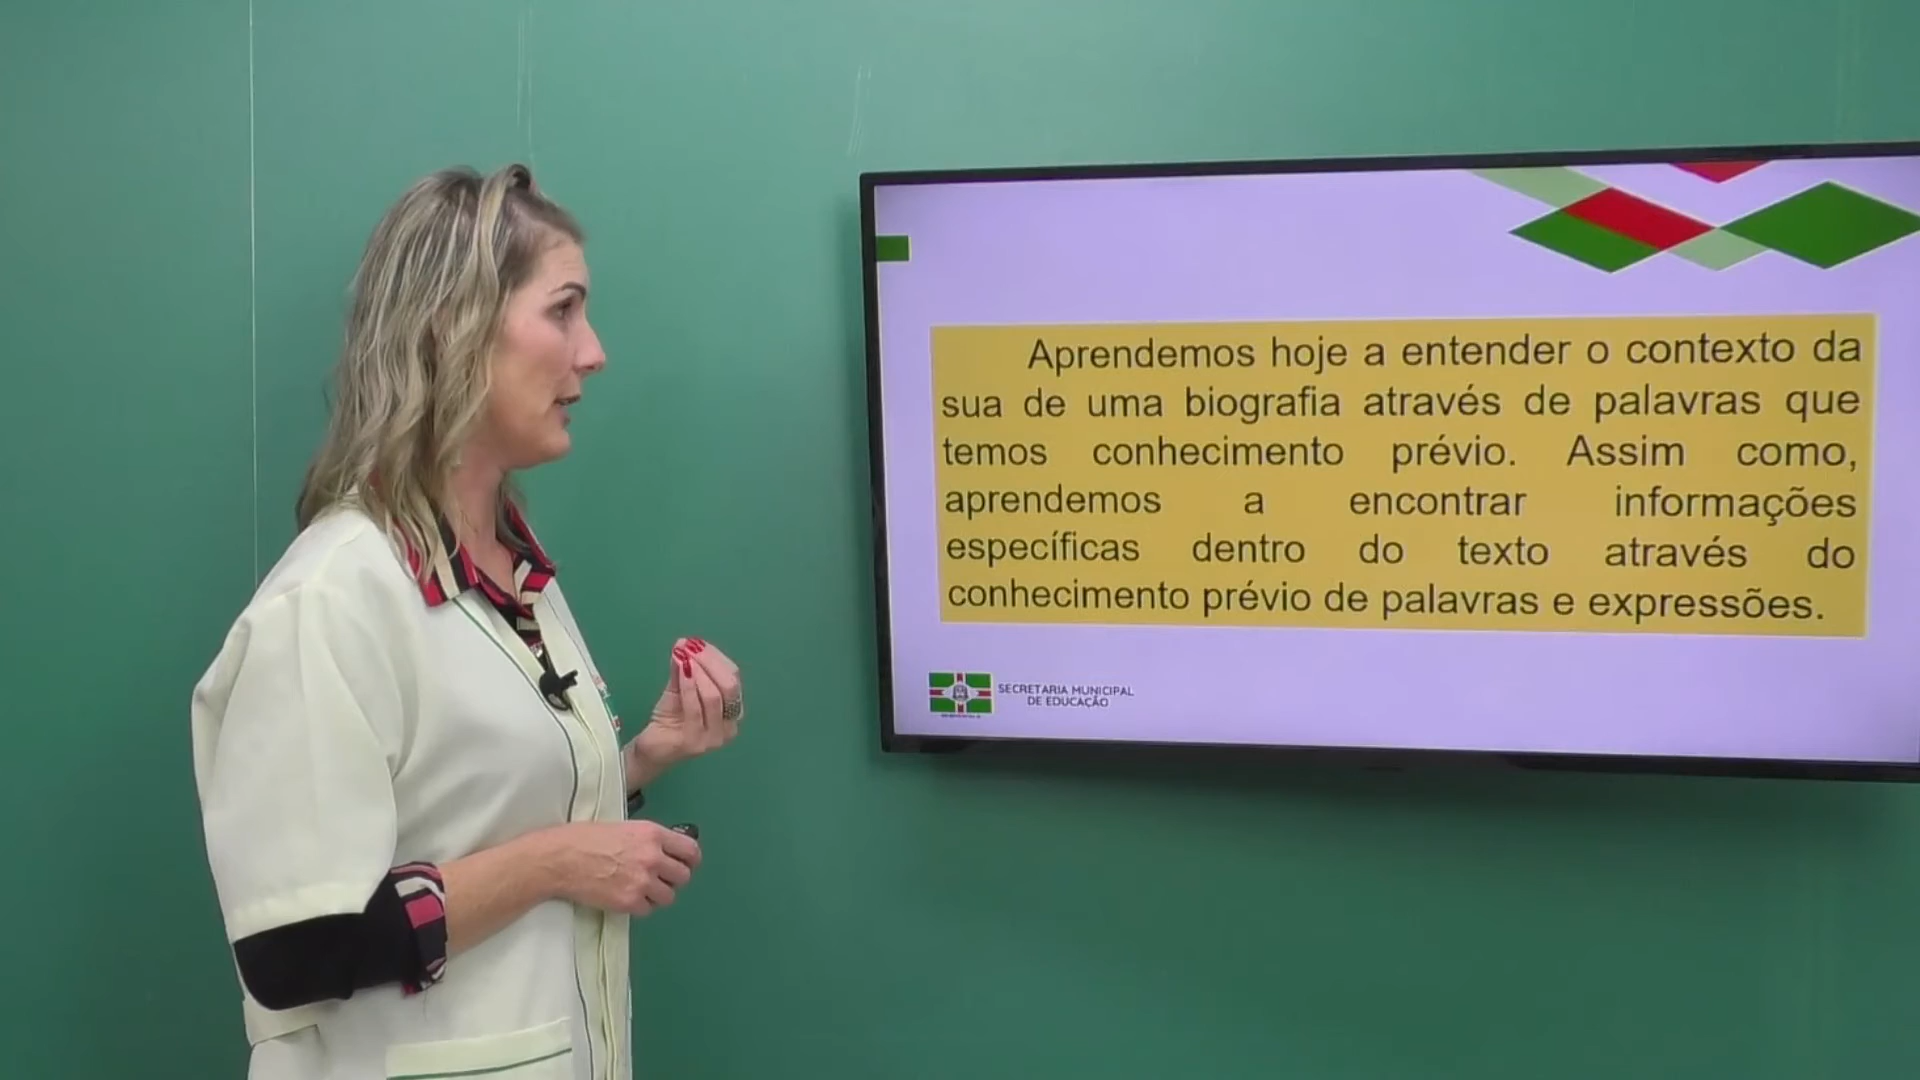 Aprendemos hoje a entender o contexto da
sua de uma biografia através de palavras que
temos conhecimento prévio. Assim como,
aprendemos a encontrar informações
específicas dentro do texto através do
conhecimento prévio de palavras e expressões.
SECRETARIA MUNICIPAL
DE EDUCAÇÃO